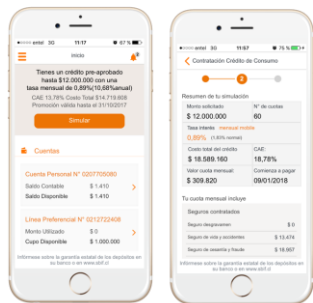 entel 3G 11:17 67 %
Inicio
Tienes un crédito pre-aprobado
hasta $12.000.000 con una
tasa mensual de 0,89%(10,68%anual)
CAE 13,78% Costo Total $14.719.808
Promoción válida hasta el 31/10/2017
Simular
Cuentas
Cuenta Personal N° 0207705080
Saldo Contable $ 1.410
Saldo Disponible $ 1.410
Línea Preferencial N° 0212722408
Monto Utilizado $ 0
Cupo Disponible $ 1.000.000
Infórmese sobre la garantía estatal de los depósitos en
su banco o en www.sbif.cl
entel 3G 11:57 75 %
Contratación Crédito de
Consumo
2
Resumen de tu simulación
Monto solicitado N° de cuotas
$ 12.000.000 60
Tasa interés mensual mobile
0,89% (1,83% normal)
Costo total del crédito CAE:
$ 18.589.160 18,78%
Valor cuota mensual: Comienza a pagar
$ 309.820 09/01/2018
Tu cuota mensual incluye
Seguros contratados
Seguro desgravamen $ 0
Seguro de vida y accidentes $ 13.474
Seguro de cesantía y fraude $ 18.957
Infórmese sobre la garantía estatal de los depósitos en
su banco o en www.sbif.cl